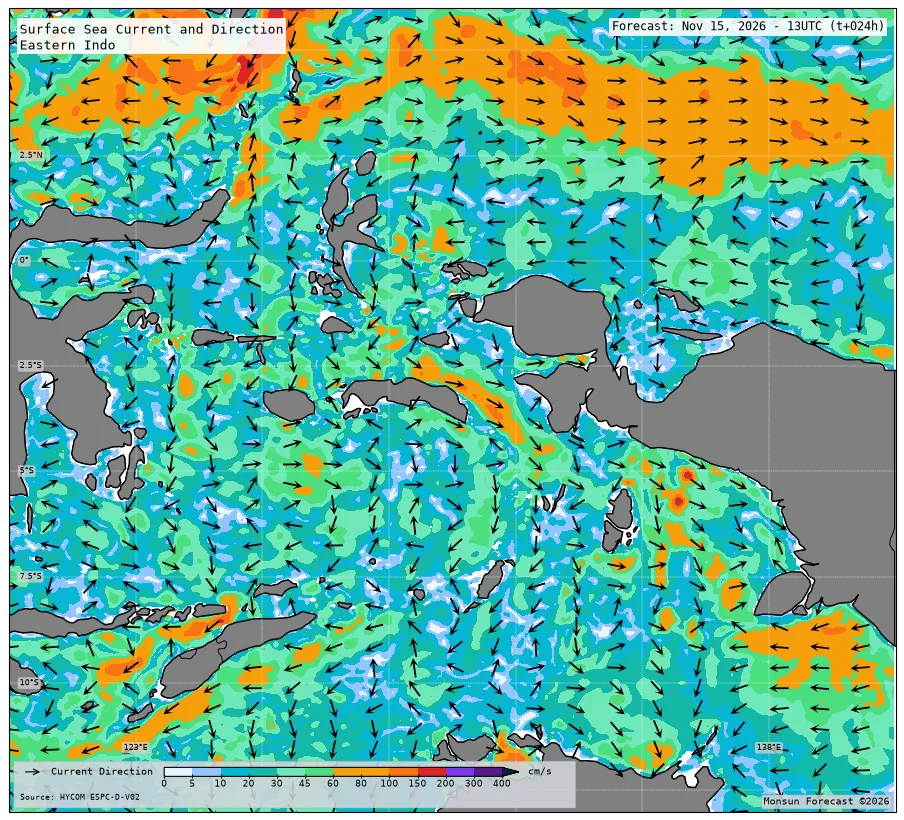 Surface Sea Current and Direction
Eastern Indo
Forecast: Nov 15, 2026 - 13UTC (t+024h)
2.5°N
0°
2.5°S
5°S
7.5°S
10°S
123°E
138°E
Current Direction
cm/s
0 5 10 20 30 45 60 80 100 150 200 300 400
Source: HYCOM ESPC-D-V02
Monsun Forecast ©2026